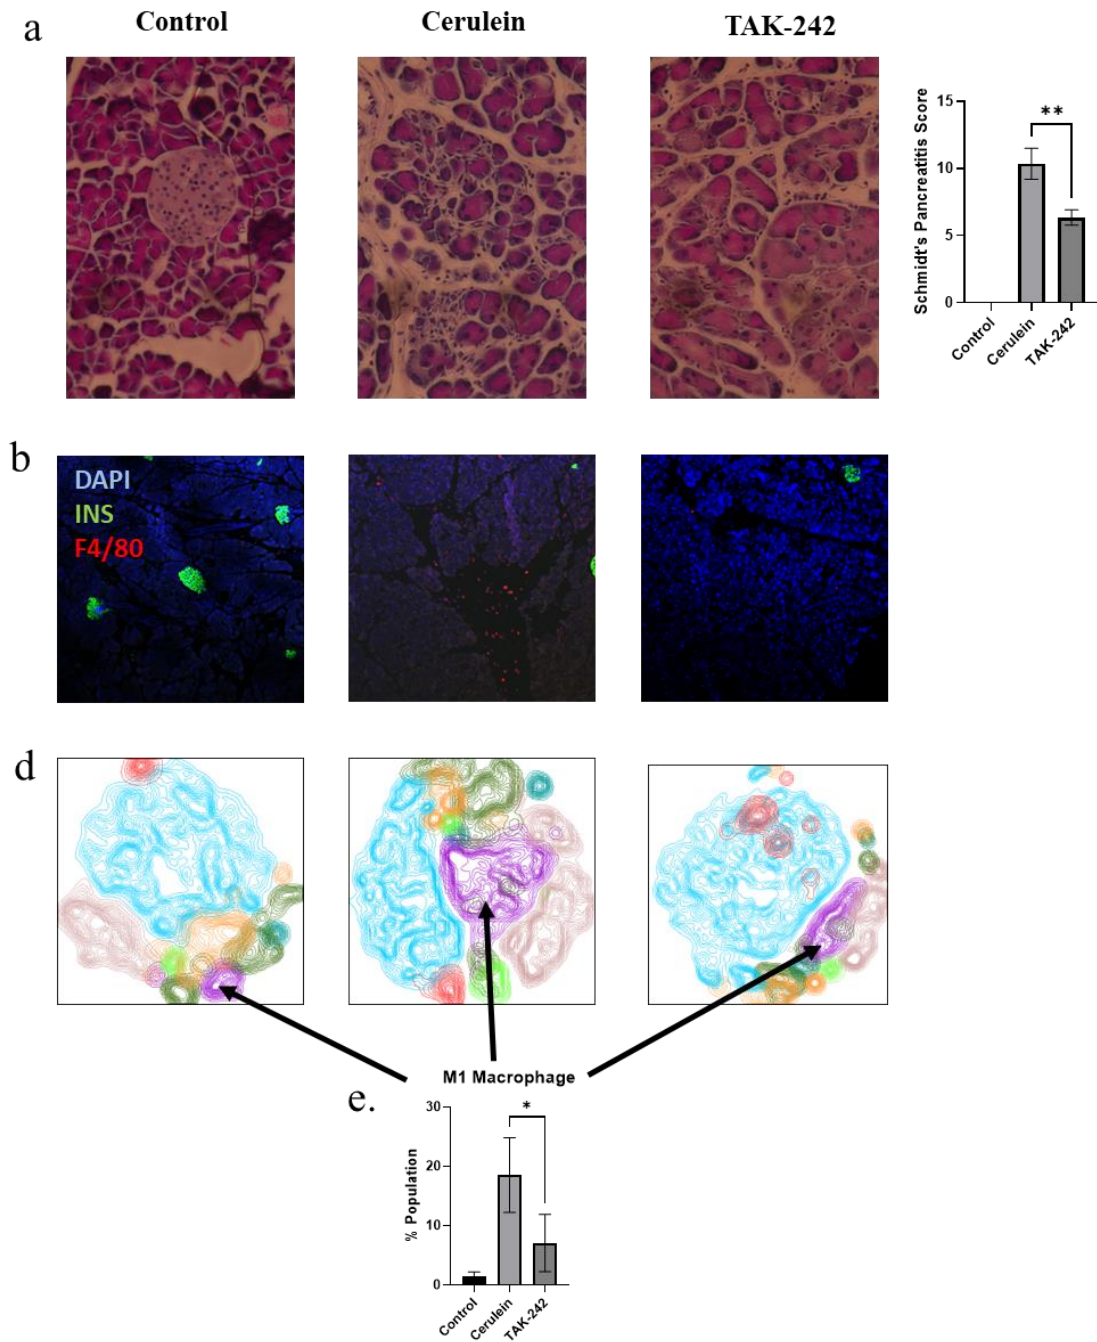 a
Control
Cerulein
TAK-242
Schmidt's Pancreatitis Score
15
10
5
0
**
Control
Cerulein
TAK-242
b
DAPI
INS
F4/80
d
M1 Macrophage
e.
% Population
30
20
10
0
*
Control
Cerulein
TAK-242